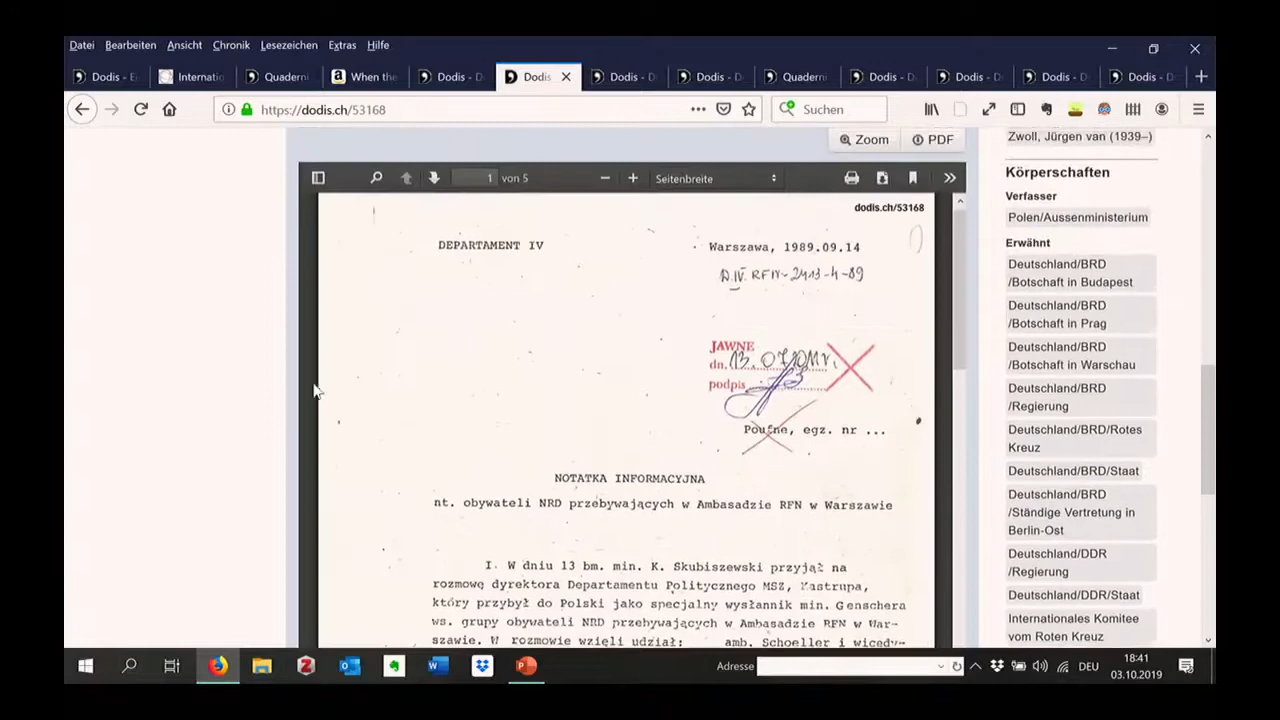 Datei Bearbeiten Ansicht Chronik Lesezeichen Extras Hilfe
Dodis - E Internatio Quaderni When the Dodis - D Dodis Dodis - D Dodis - D Quaderni Dodis - D Dodis - D Dodis - D Dodis - D
https://dodis.ch/53168
Suchen
Zoom PDF
1 von 5 Seitenbreite
dodis.ch/53168
DEPARTAMENT IV
Warszawa, 1989.09.14
D.IV. RFN-2413-4-89
JAWNE
dn. 13.07.2011r.
podpis
Poufne, egz. nr ...
NOTATKA INFORMACYJNA
nt. obywateli NRD przebywających w Ambasadzie RFN w Warszawie
I. W dniu 13 bm. min. K. Skubiszewski przyjął na
rozmowę dyrektora Departamentu Politycznego MSZ, Kastrupa,
który przybył do Polski jako specjalny wysłannik min. Genschera
ws. grupy obywateli NRD przebywających w Ambasadzie RFN w War-
szawie. W rozmowie wzięli udział: amb. Schoeller i wicedy-
Zwoll, Jürgen van (1939–)
Körperschaften
Verfasser
Polen/Aussenministerium
Erwähnt
Deutschland/BRD
/Botschaft in Budapest
Deutschland/BRD
/Botschaft in Prag
Deutschland/BRD
/Botschaft in Warschau
Deutschland/BRD
/Regierung
Deutschland/BRD/Rotes
Kreuz
Deutschland/BRD/Staat
Deutschland/BRD
/Ständige Vertretung in
Berlin-Ost
Deutschland/DDR
/Regierung
Deutschland/DDR/Staat
Internationales Komitee
vom Roten Kreuz
Adresse
DEU
18:41
03.10.2019